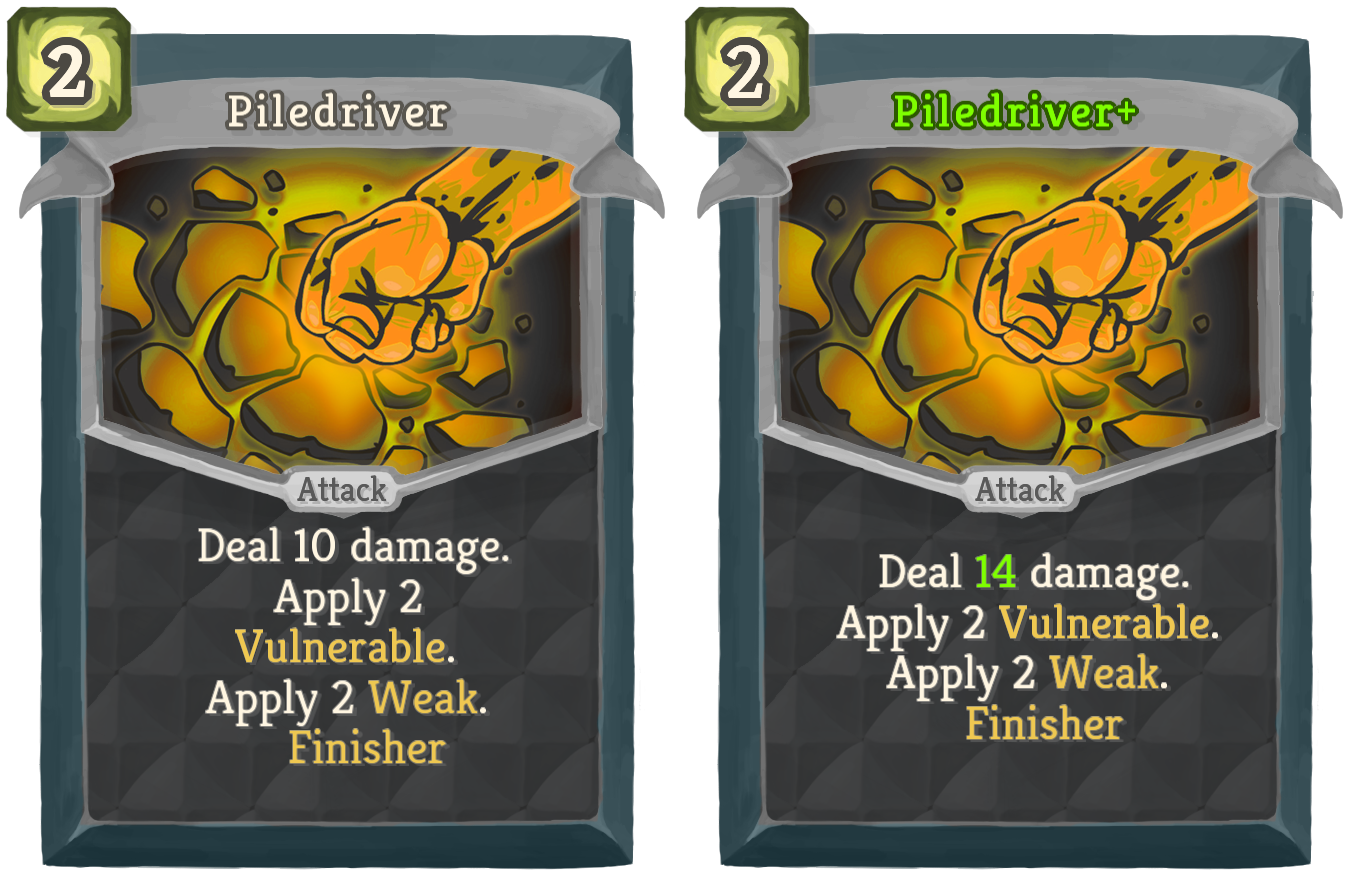 2
Piledriver
Attack
Deal 10 damage.
Apply 2
Vulnerable.
Apply 2 Weak.
Finisher
2
Piledriver+
Attack
Deal 14 damage.
Apply 2 Vulnerable.
Apply 2 Weak.
Finisher